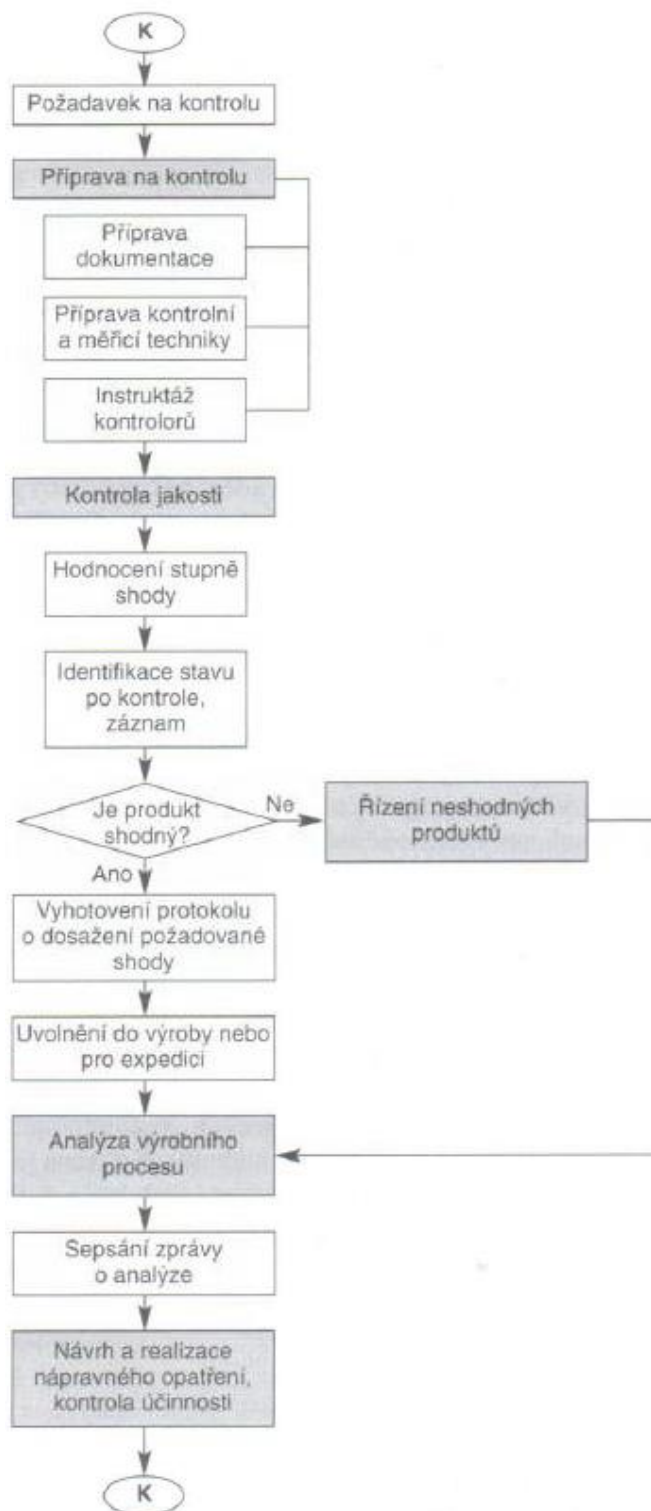 K
Požadavek na kontrolu
Příprava na kontrolu
Příprava
dokumentace
Příprava kontrolní
a měřicí techniky
Instruktáž
kontrolorů
Kontrola jakosti
Hodnocení stupně
shody
Identifikace stavu
po kontrole,
záznam
Je produkt
shodný?
Ne
Řízení neshodných
produktů
Ano
Vyhotovení protokolu
o dosažení požadované
shody
Uvolnění do výroby nebo
pro expedici
Analýza výrobního
procesu
Sepsání zprávy
o analýze
Návrh a realizace
nápravného opatření,
kontrola účinnosti
K